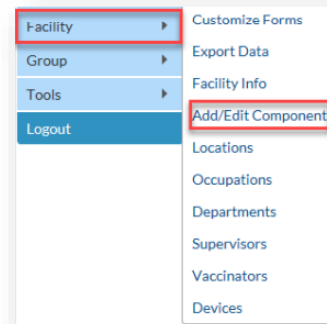 Facility
Group
Tools
Logout
Customize Forms
Export Data
Facility Info
Add/Edit Component
Locations
Occupations
Departments
Supervisors
Vaccinators
Devices